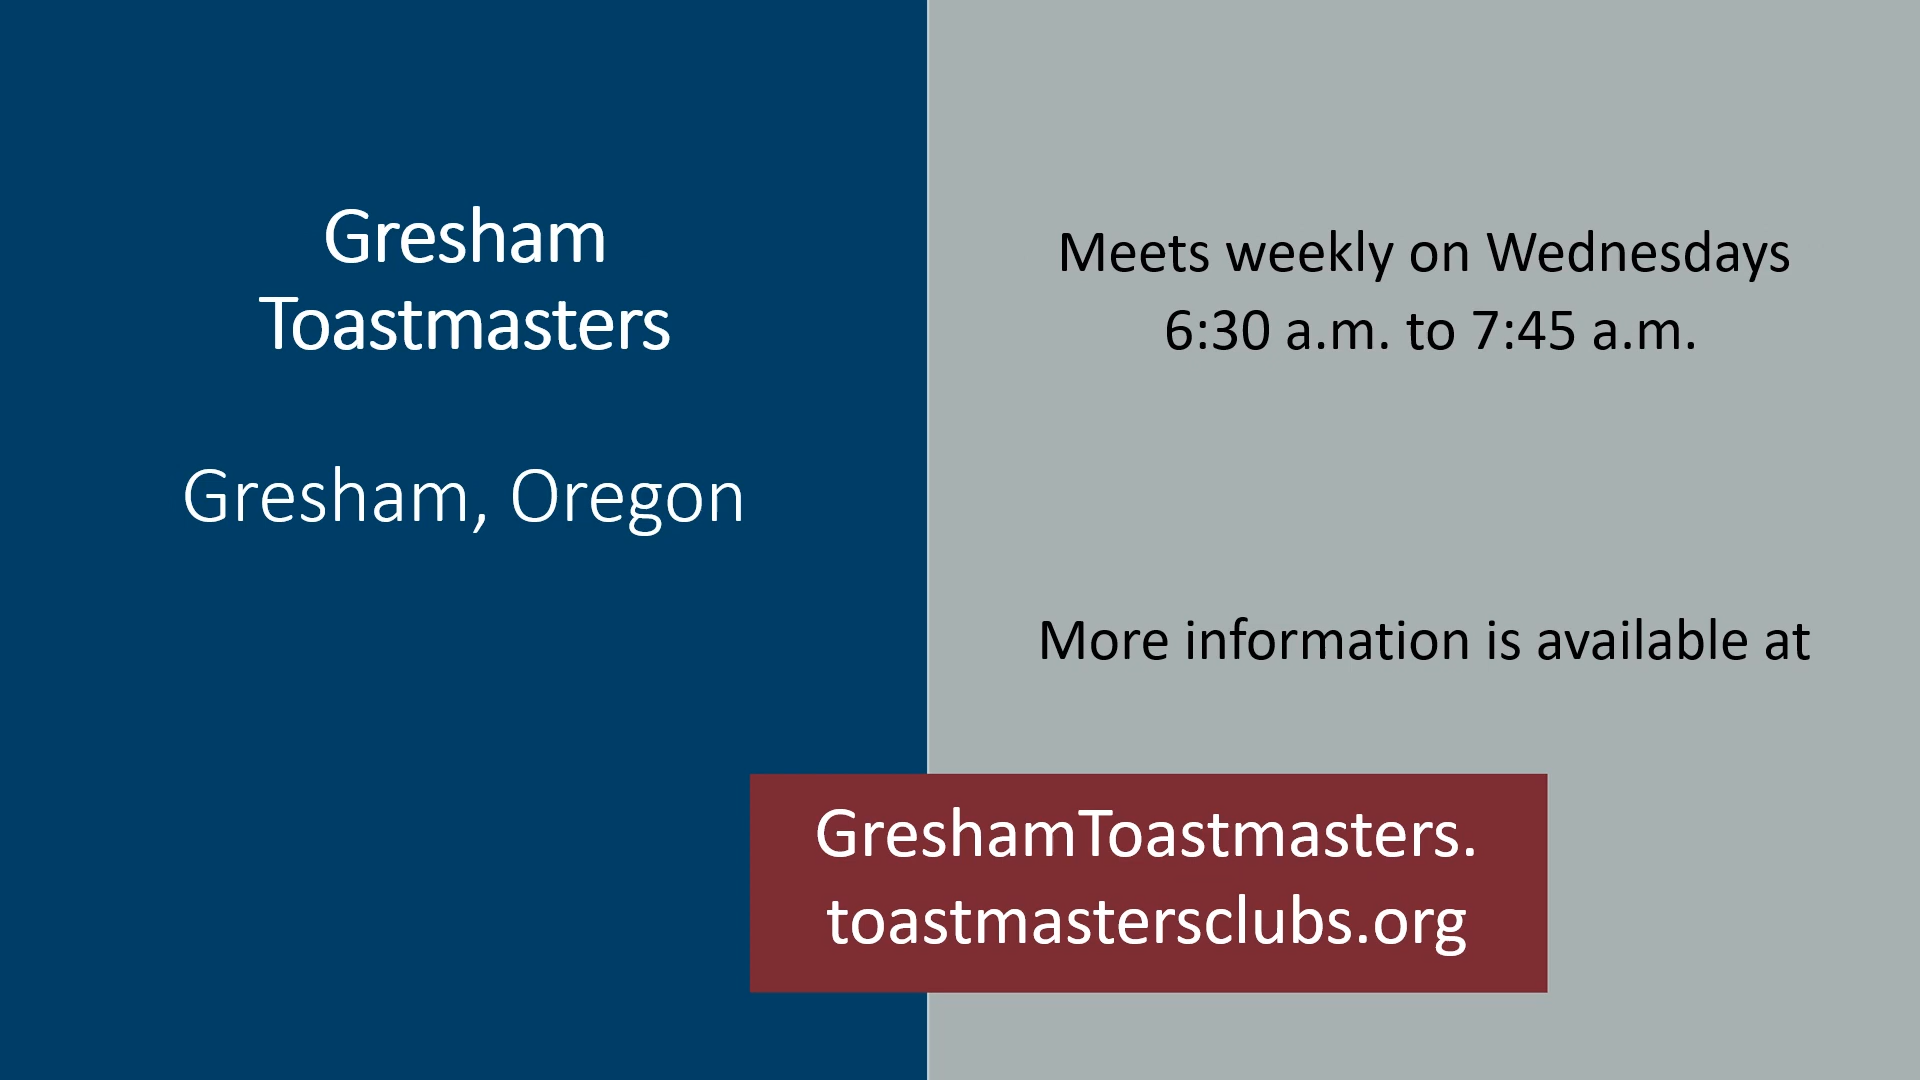 Gresham
Toastmasters
Gresham, Oregon
Meets weekly on Wednesdays
6:30 a.m. to 7:45 a.m.
More information is available at
GreshamToastmasters.
toastmastersclubs.org